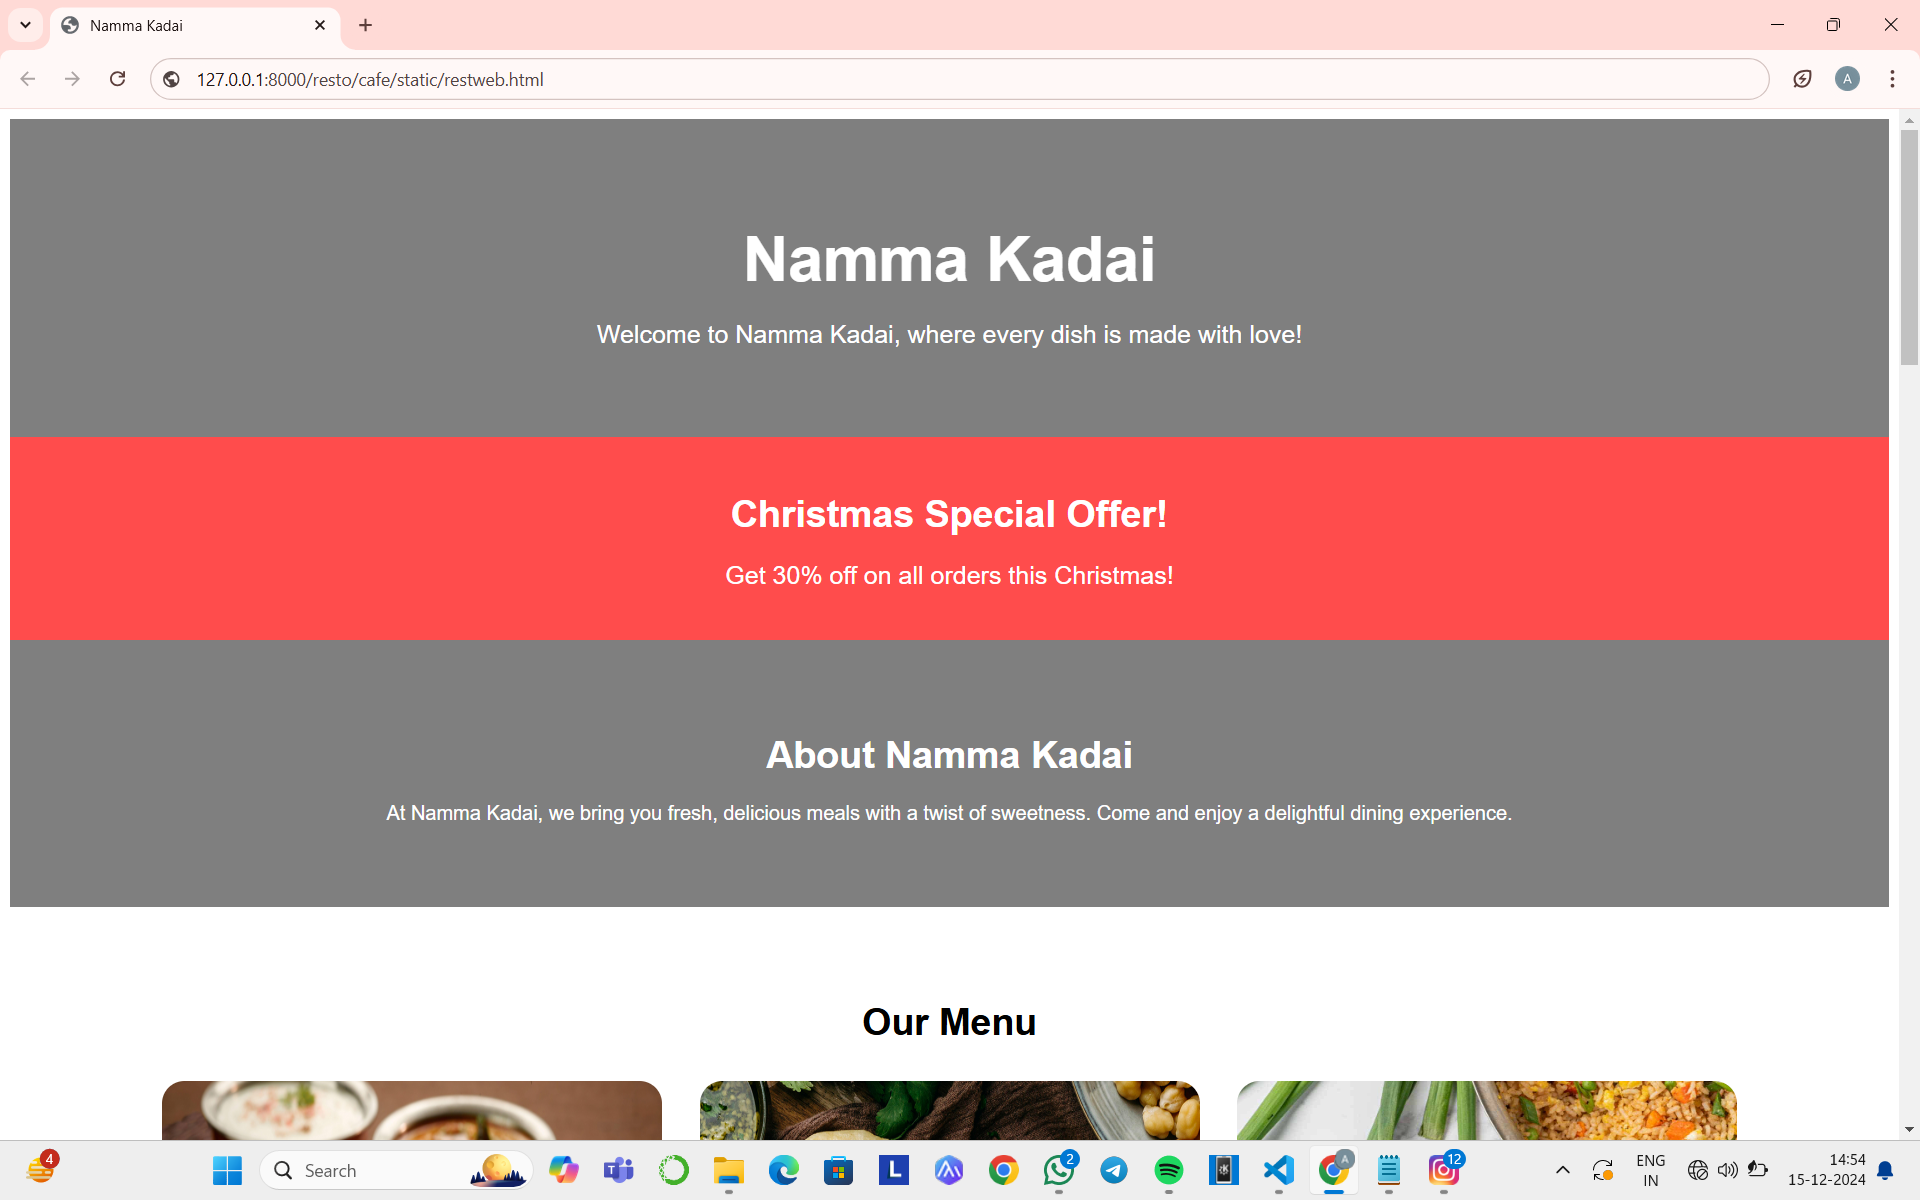 Namma Kadai
127.0.0.1:8000/resto/cafe/static/restweb.html
A
Namma Kadai
Welcome to Namma Kadai, where every dish is made with love!
Christmas Special Offer!
Get 30% off on all orders this Christmas!
About Namma Kadai
At Namma Kadai, we bring you fresh, delicious meals with a twist of sweetness. Come and enjoy a delightful dining experience.
Our Menu
4
Search
T
L
2
K
A
12
ENG
IN
14:54
15-12-2024